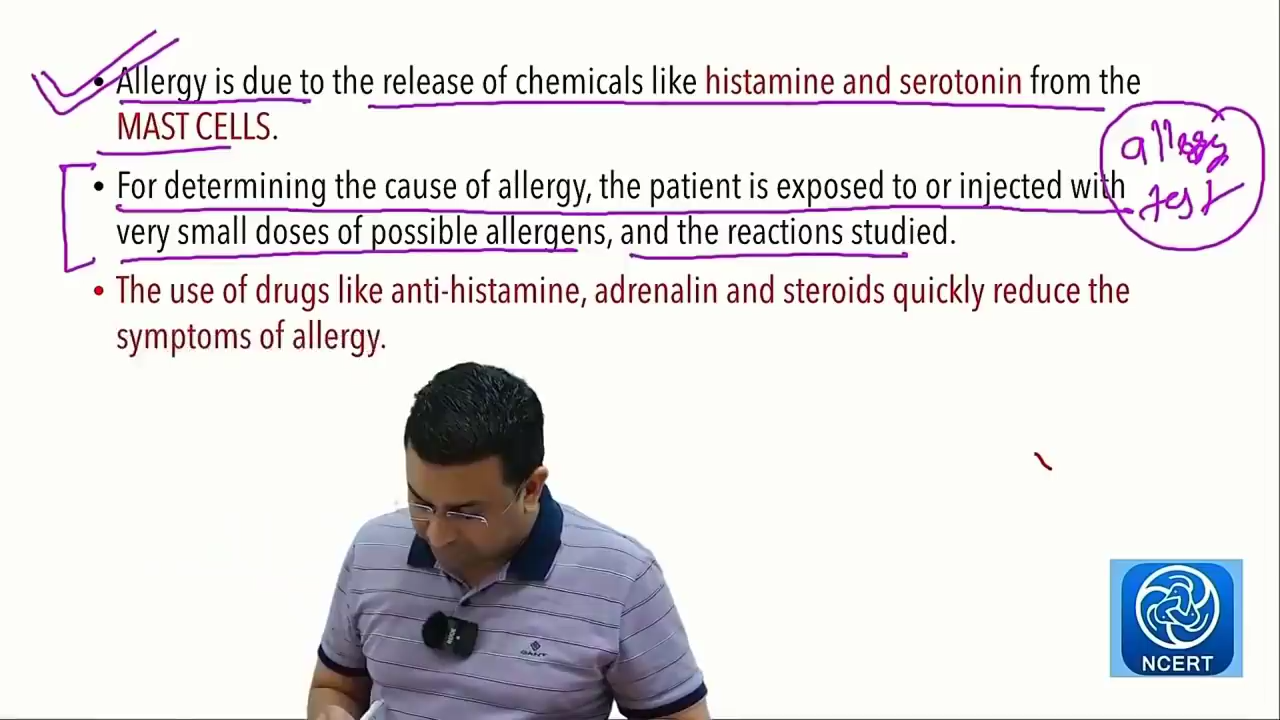 • Allergy is due to the release of chemicals like histamine and serotonin from the
MAST CELLS.
allergy
test
• For determining the cause of allergy, the patient is exposed to or injected with
very small doses of possible allergens, and the reactions studied.
• The use of drugs like anti-histamine, adrenalin and steroids quickly reduce the
symptoms of allergy.
GANT
NCERT